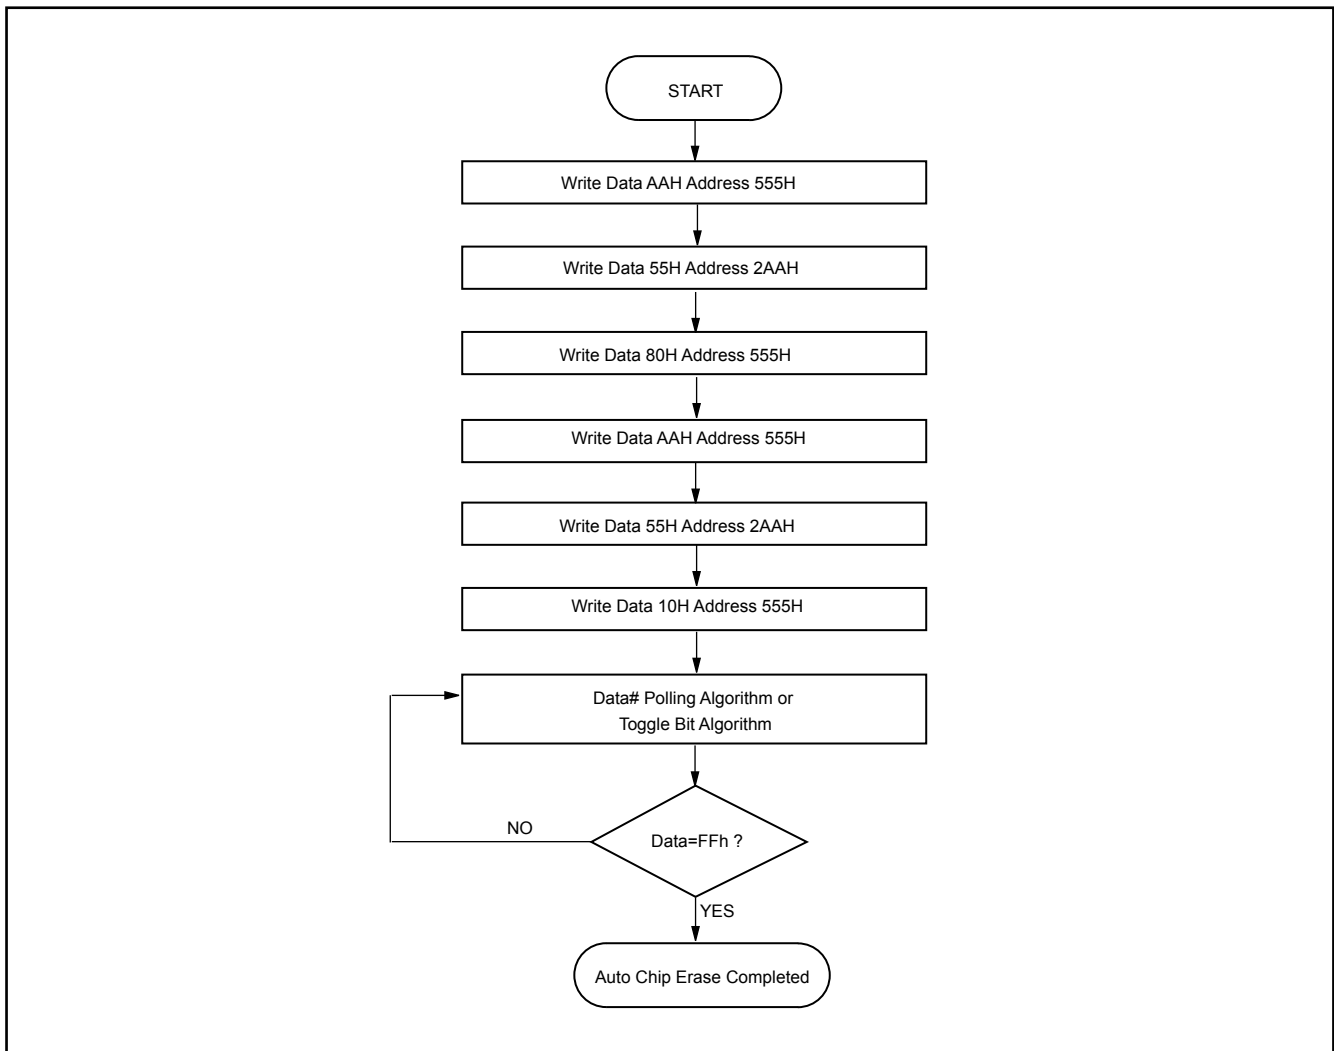 START
Write Data AAH Address 555H
Write Data 55H Address 2AAH
Write Data 80H Address 555H
Write Data AAH Address 555H
Write Data 55H Address 2AAH
Write Data 10H Address 555H
Data# Polling Algorithm or
Toggle Bit Algorithm
NO
Data=FFh ?
YES
Auto Chip Erase Completed